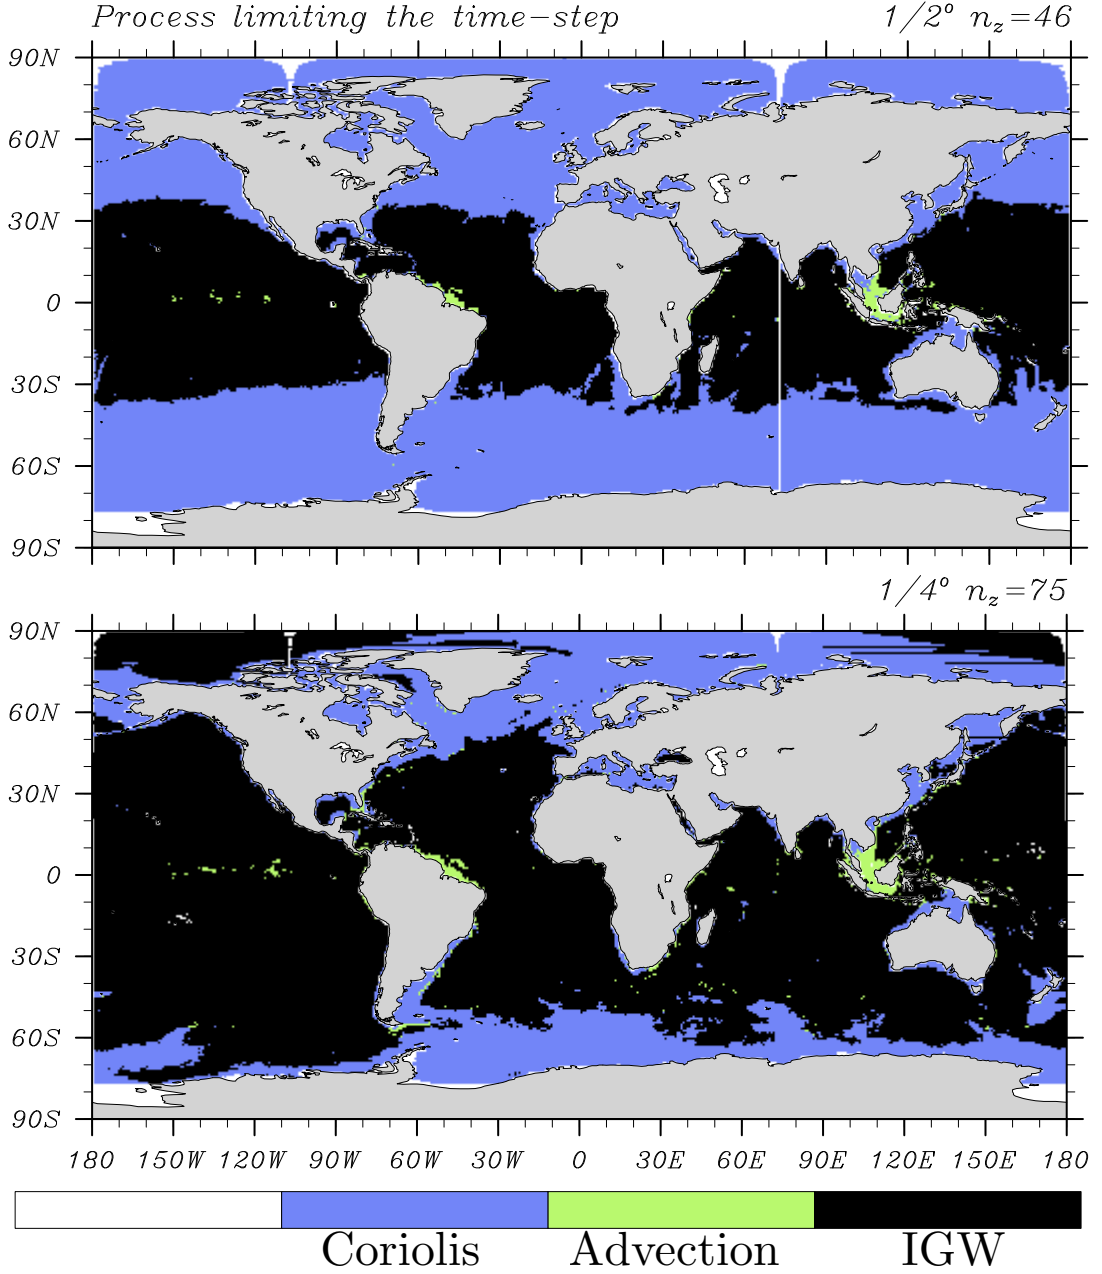 Process limiting the time-step 1/2° n_z=46
90N
60N
30N
0
30S
60S
90S
1/4° n_z=75
90N
60N
30N
0
30S
60S
90S
180 150W 120W 90W 60W 30W 0 30E 60E 90E 120E 150E 180
Coriolis Advection IGW